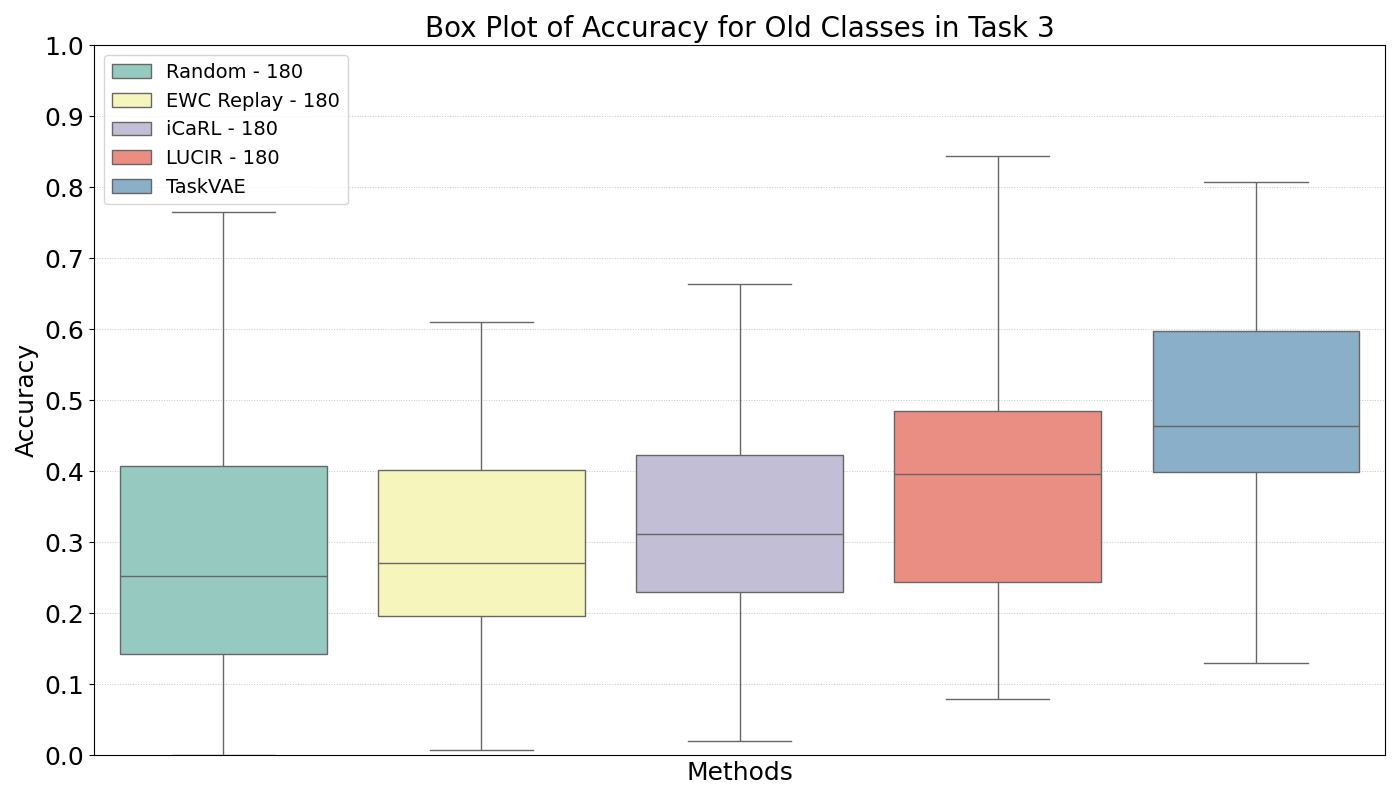 Box Plot of Accuracy for Old Classes in Task 3
1.0
0.9
0.8
0.7
0.6
0.5
0.4
0.3
0.2
0.1
0.0
Accuracy
Random - 180
EWC Replay - 180
iCaRL - 180
LUCIR - 180
TaskVAE
Methods